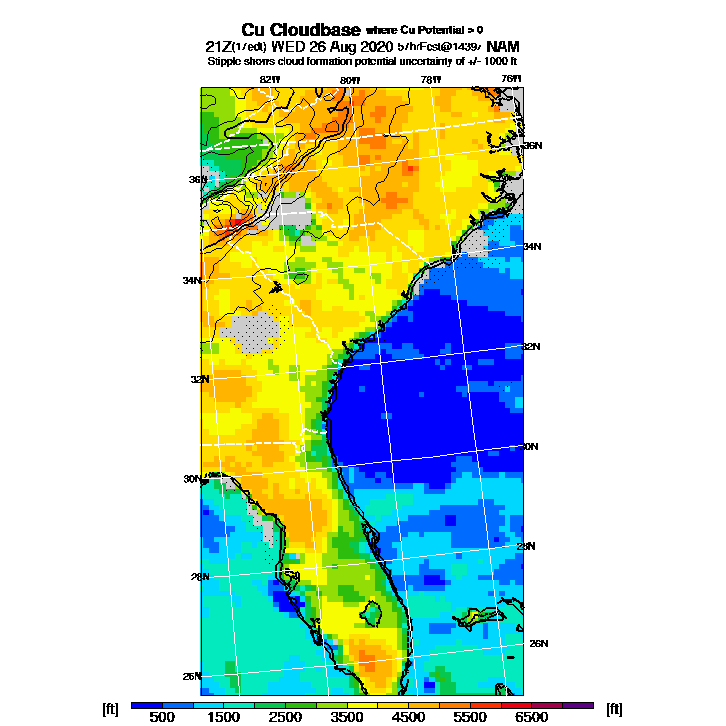 Cu Cloudbase where Cu Potential > 0
21Z(17edt) WED 26 Aug 2020 57hrFcst@1439z NAM
Stipple shows cloud formation potential uncertainty of +/- 1000 ft
82W 80W 78W 76W
36N
36N
34N
34N
32N
32N
30N
30N
28N
28N
26N
26N
[ft] [ft]
500 1500 2500 3500 4500 5500 6500